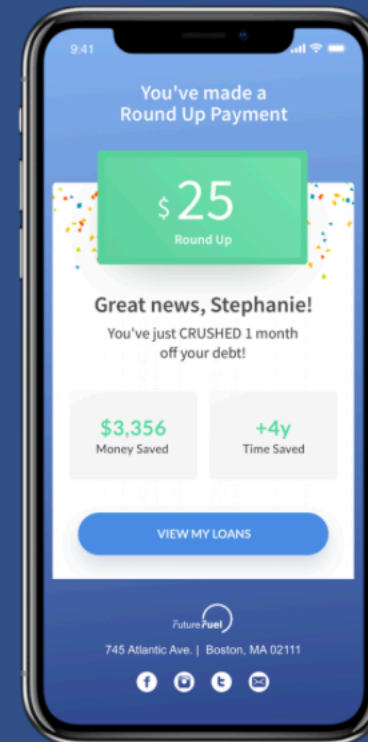 9:41
You've made a
Round Up Payment
$ 25
Round Up
Great news, Stephanie!
You've just CRUSHED 1 month
off your debt!
$3,356
Money Saved
+4y
Time Saved
VIEW MY LOANS
FutureFuel
745 Atlantic Ave. | Boston, MA 02111